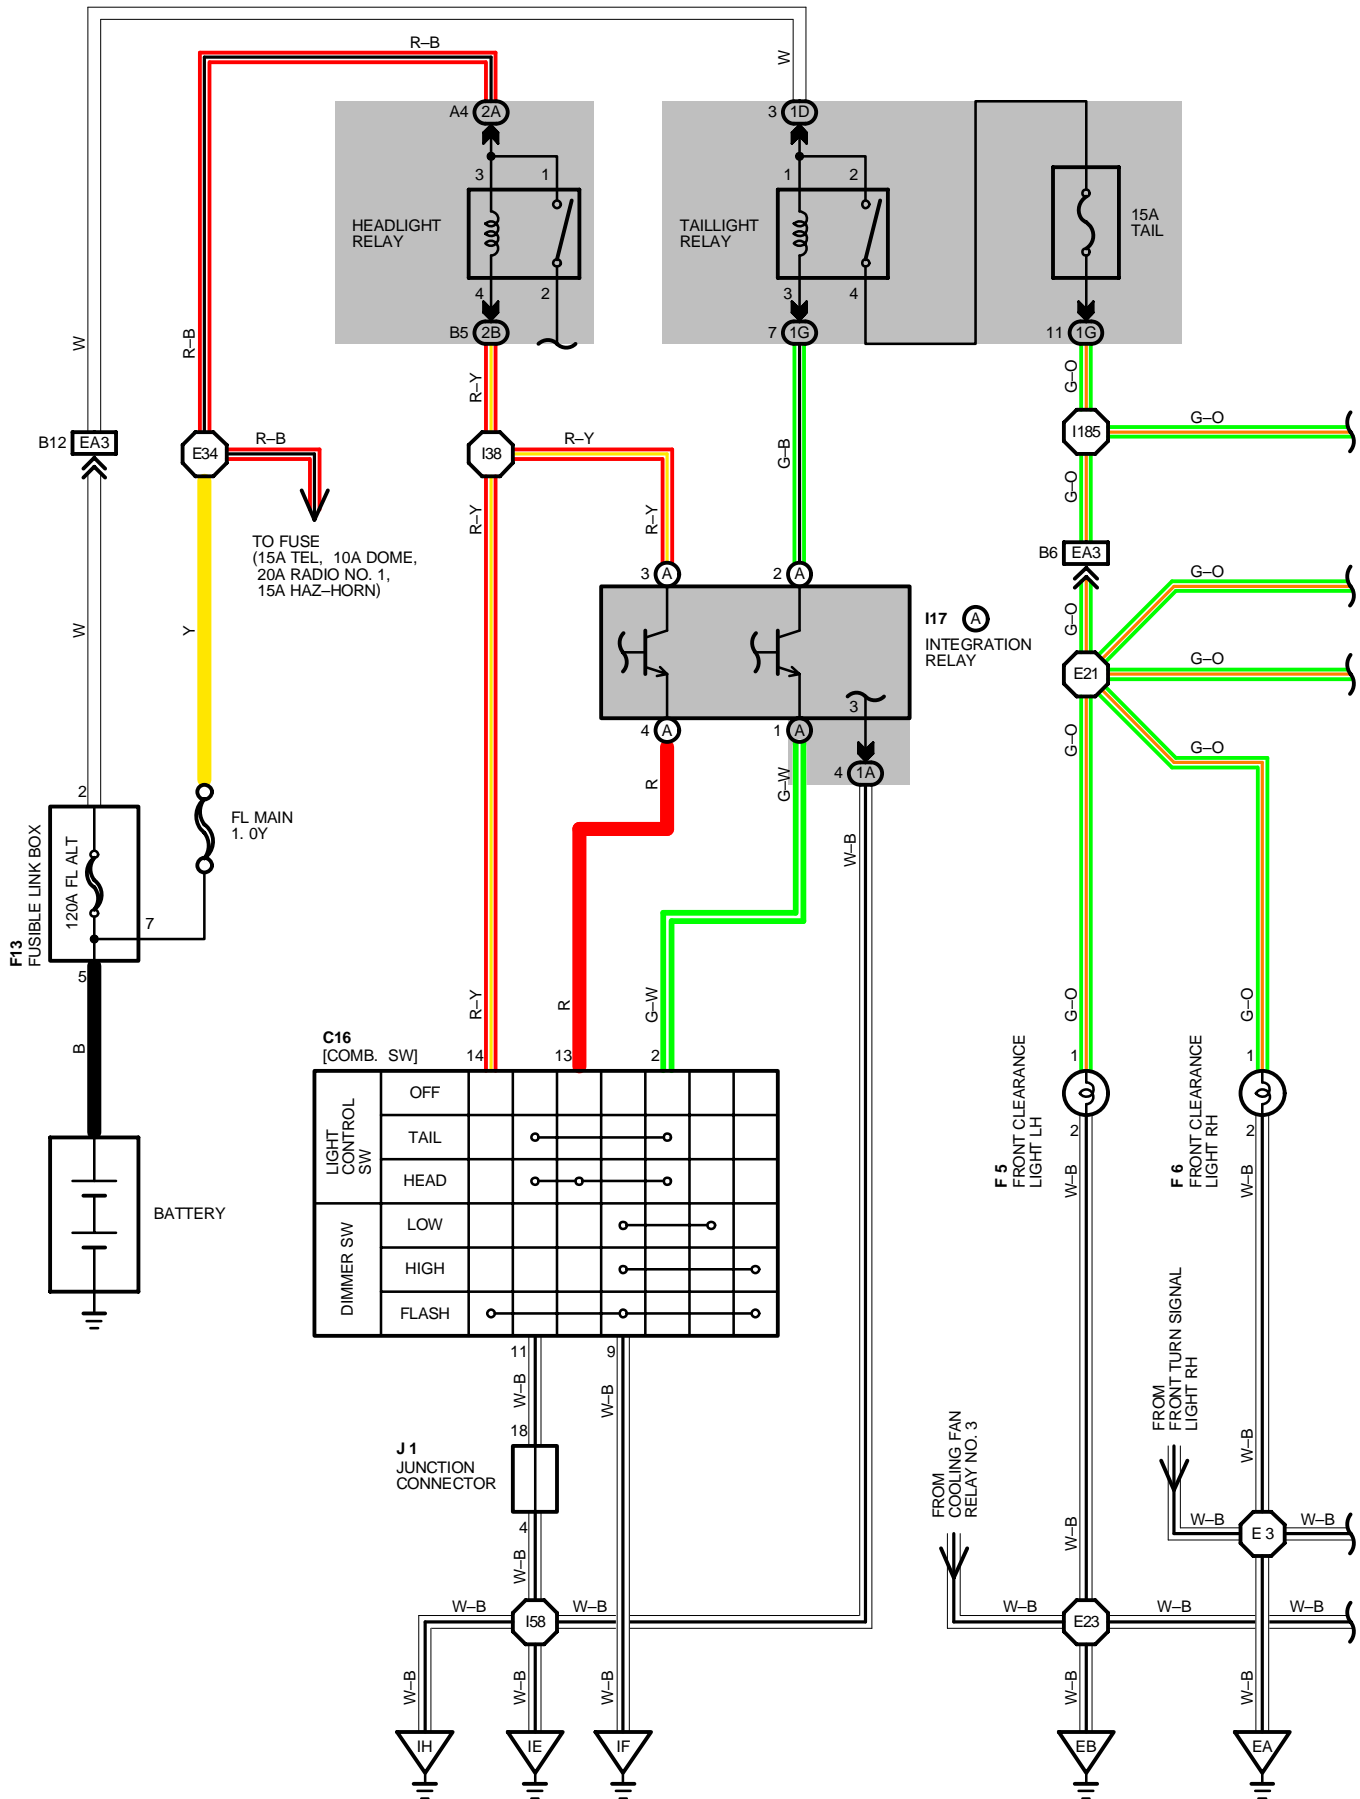 R–B
W
A4 2A
3 1D
3 1
1 2
HEADLIGHT
RELAY
TAILLIGHT
RELAY
15A
TAIL
4 2
3 4
B5 2B
7 1G
11 1G
W
R–B
R–Y
G–O
B12 EA3
E34
R–B
I38
R–Y
G–B
I185
G–O
R–Y
R–Y
G–O
TO FUSE
(15A TEL, 10A DOME,
20A RADIO NO. 1,
15A HAZ–HORN)
B6 EA3
3 A
2 A
G–O
W
Y
I17 A
INTEGRATION
RELAY
G–O
G–O
E21
3
4 A
1 A
4 1A
G–O
G–O
R
G–W
W–B
2
FL MAIN
1. 0Y
F13
FUSIBLE LINK BOX
120A FL ALT
7
5
B
R–Y
R
G–W
G–O
G–O
C16
[COMB. SW]
14 13 2
LIGHT
CONTROL
SW
OFF
TAIL
HEAD
DIMMER SW
LOW
HIGH
FLASH
F 5
FRONT CLEARANCE
LIGHT LH
1
2
W–B
F 6
FRONT CLEARANCE
LIGHT RH
1
2
W–B
BATTERY
11 9
W–B
W–B
18
J 1
JUNCTION
CONNECTOR
4
W–B
FROM
COOLING FAN
RELAY NO. 3
FROM
FRONT TURN SIGNAL
LIGHT RH
W–B
W–B
W–B
E 3
W–B
W–B
I58
W–B
W–B
E23
W–B
W–B
W–B
W–B
W–B
W–B
W–B
IH
IE
IF
EB
EA